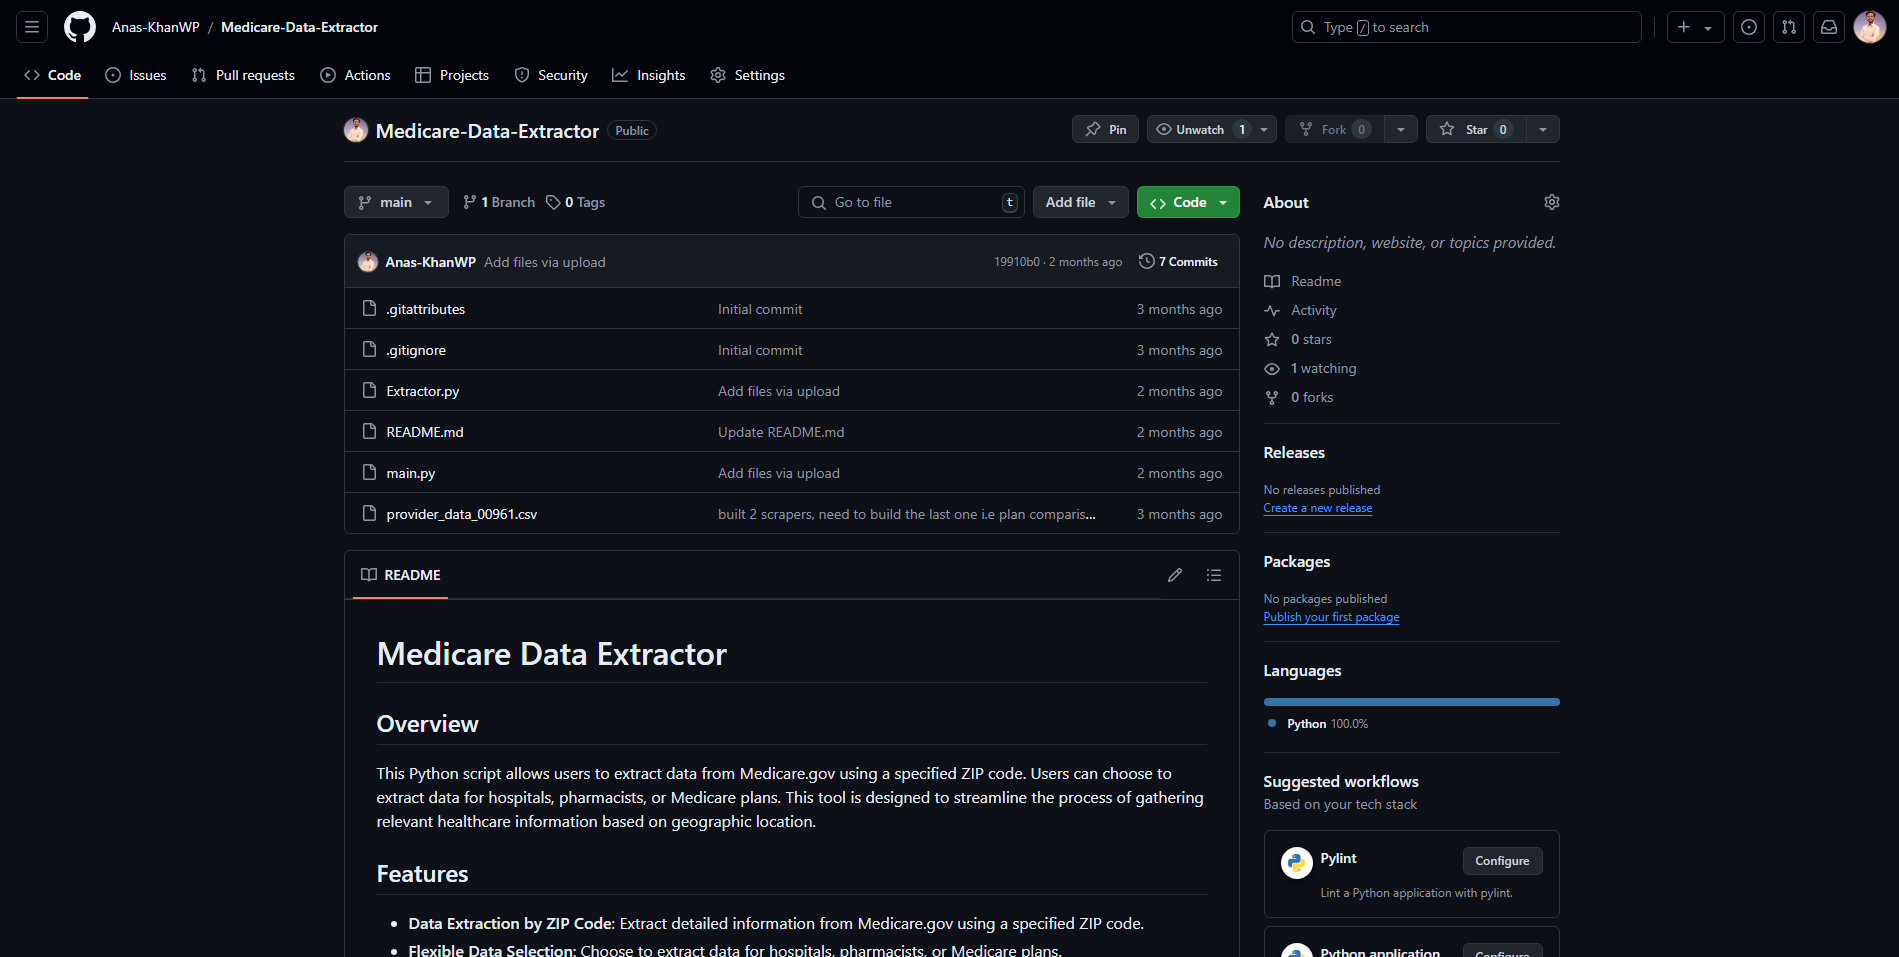 Anas-KhanWP / Medicare-Data-Extractor
Type / to search
Code Issues Pull requests Actions Projects Security Insights Settings
Medicare-Data-Extractor Public
Pin Unwatch 1 Fork 0 Star 0
main 1 Branch 0 Tags Go to file t Add file Code
Anas-KhanWP Add files via upload 19910b0 · 2 months ago 7 Commits
.gitattributes Initial commit 3 months ago
.gitignore Initial commit 3 months ago
Extractor.py Add files via upload 2 months ago
README.md Update README.md 2 months ago
main.py Add files via upload 2 months ago
provider_data_00961.csv built 2 scrapers, need to build the last one i.e plan comparis... 3 months ago
README
Medicare Data Extractor
Overview
This Python script allows users to extract data from Medicare.gov using a specified ZIP code. Users can choose to
extract data for hospitals, pharmacists, or Medicare plans. This tool is designed to streamline the process of gathering
relevant healthcare information based on geographic location.
Features
• Data Extraction by ZIP Code: Extract detailed information from Medicare.gov using a specified ZIP code.
• Flexible Data Selection: Choose to extract data for hospitals, pharmacists, or Medicare plans.
About
No description, website, or topics provided.
Readme
Activity
0 stars
1 watching
0 forks
Releases
No releases published
Create a new release
Packages
No packages published
Publish your first package
Languages
Python 100.0%
Suggested workflows
Based on your tech stack
Pylint Configure
Lint a Python application with pylint.
Python application Configure